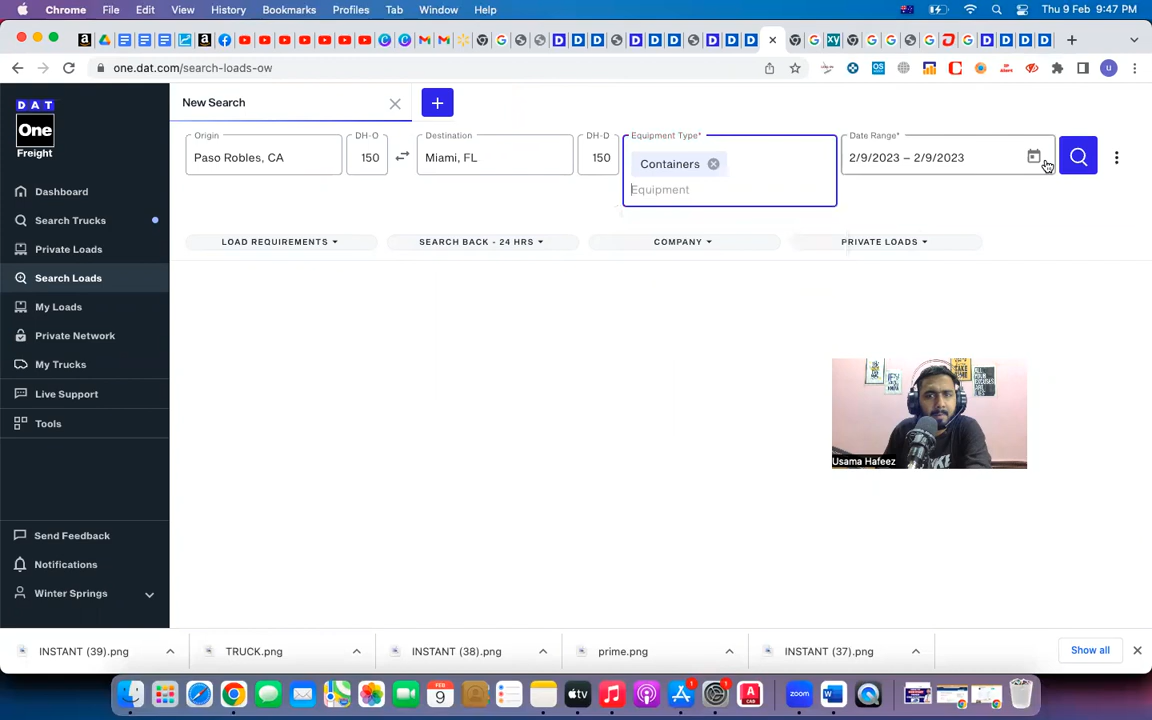 Chrome File Edit View History Bookmarks Profiles Tab Window Help Thu 9 Feb 9:47 PM
one.dat.com/search-loads-ow
DAT
One
Freight
New Search
+
Origin
Paso Robles, CA
DH-O
150
Destination
Miami, FL
DH-D
150
Equipment Type*
Containers
Equipment
Date Range*
2/9/2023 – 2/9/2023
LOAD REQUIREMENTS
SEARCH BACK - 24 HRS
COMPANY
PRIVATE LOADS
Dashboard
Search Trucks
Private Loads
Search Loads
My Loads
Private Network
My Trucks
Live Support
Tools
Send Feedback
Notifications
Winter Springs
Usama Hafeez
INSTANT (39).png
TRUCK.png
INSTANT (38).png
prime.png
INSTANT (37).png
Show all
FEB
9
zoom